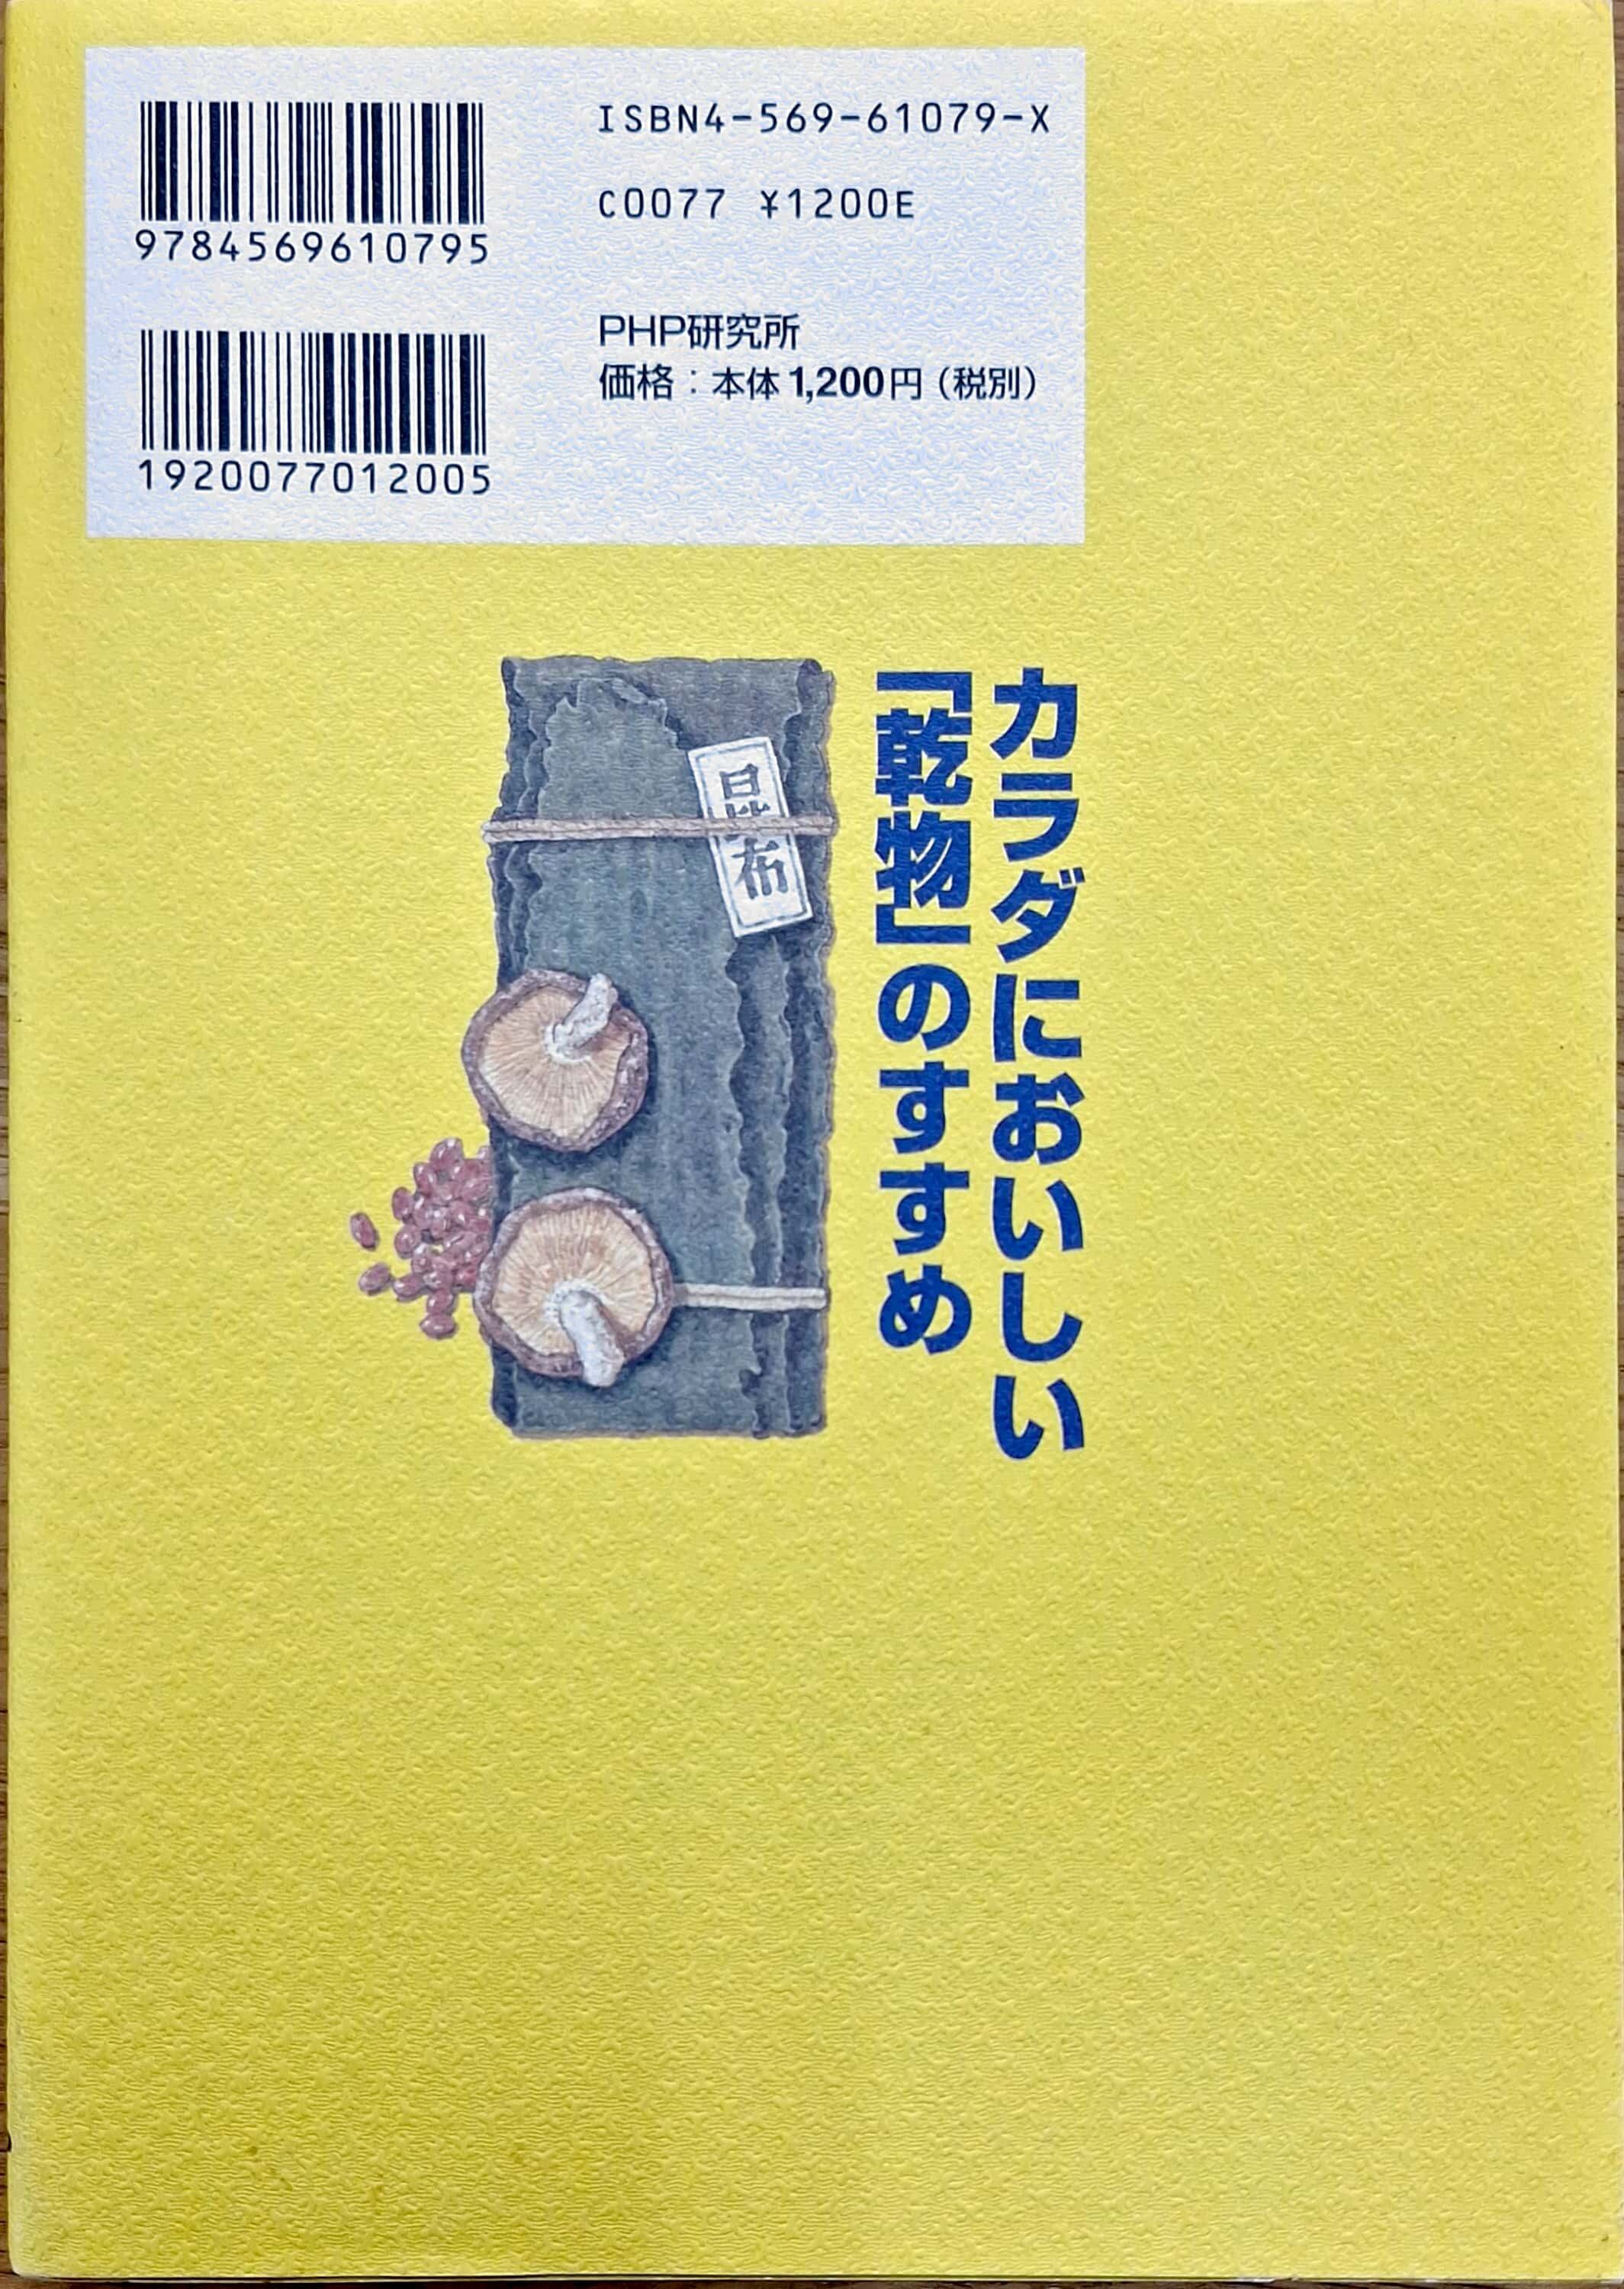 ISBN4-569-61079-X
C0077 ¥1200E
9784569610795
PHP研究所
価格：本体1,200円（税別）
1920077012005
カラダにおいしい
「乾物」のすすめ
昆布